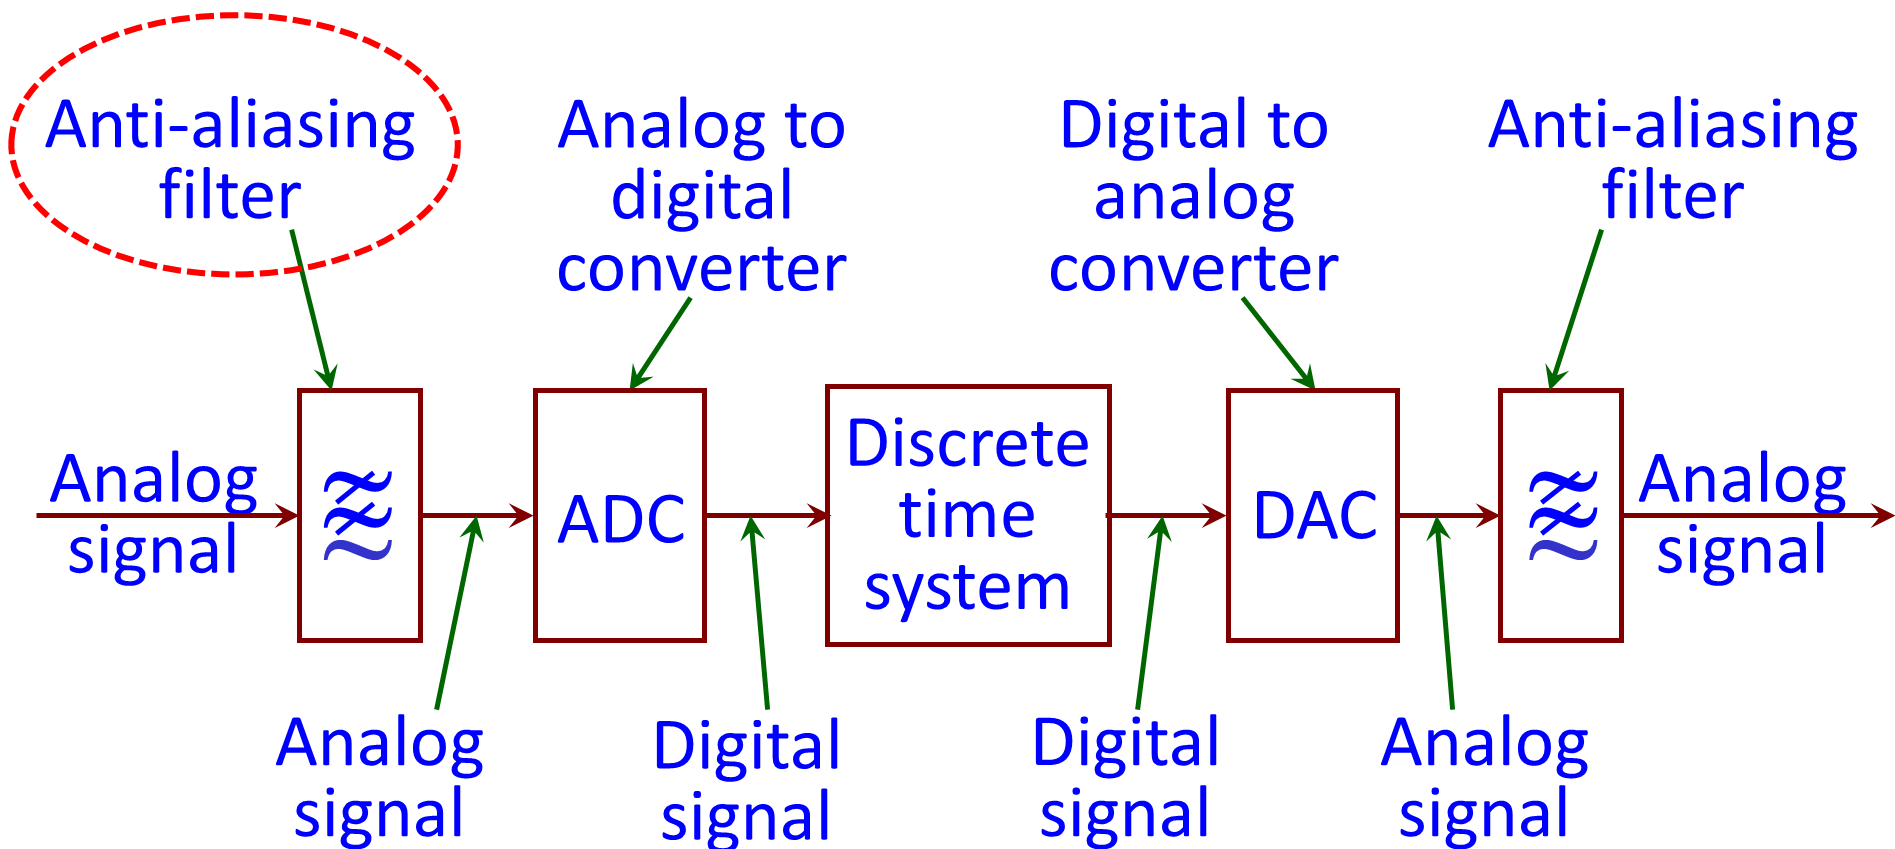 Anti-aliasing
filter
Analog to
digital
converter
Digital to
analog
converter
Anti-aliasing
filter
Analog
signal
ADC
Discrete
time
system
DAC
Analog
signal
Analog
signal
Digital
signal
Digital
signal
Analog
signal